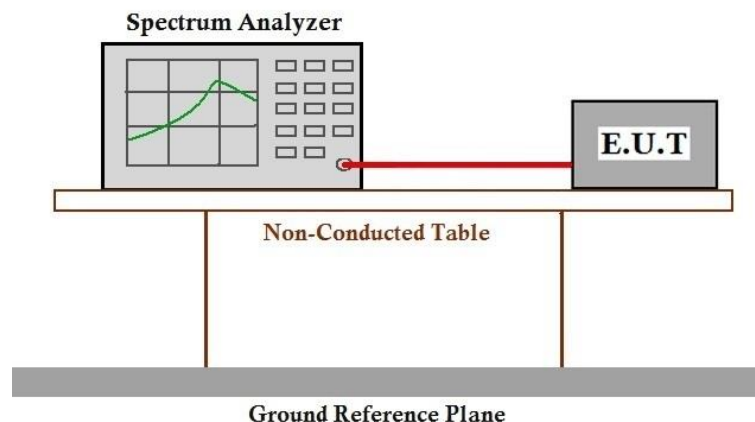 Spectrum Analyzer
E.U.T
Non-Conducted Table
Ground Reference Plane